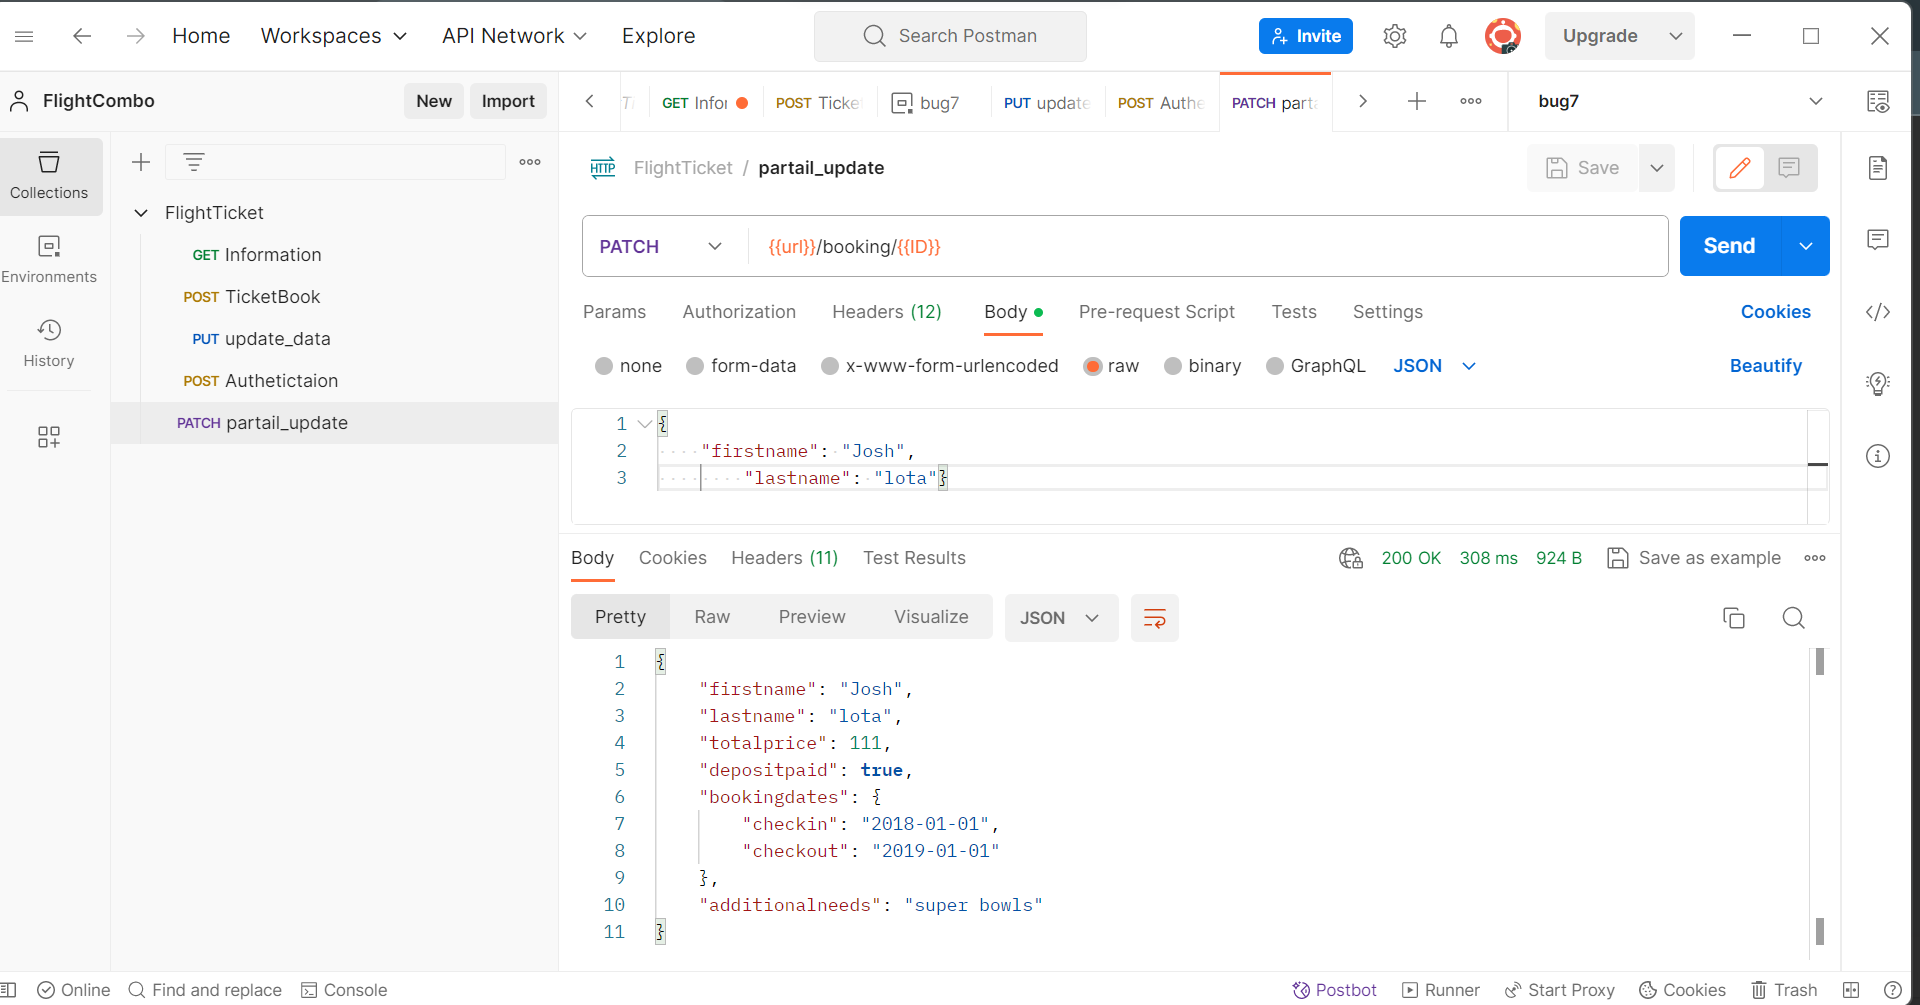 Home Workspaces API Network Explore Search Postman Invite Upgrade
FlightCombo New Import
GET Infor POST Ticke bug7 PUT update POST Authe PATCH parta bug7
Collections
Environments
History
FlightTicket
GET Information
POST TicketBook
PUT update_data
POST Authetictaion
PATCH partail_update
HTTP FlightTicket / partail_update Save
PATCH {{url}}/booking/{{ID}} Send
Params Authorization Headers (12) Body Pre-request Script Tests Settings Cookies
none form-data x-www-form-urlencoded raw binary GraphQL JSON Beautify
1 {
2 "firstname": "Josh",
3 "lastname": "lota"}
Body Cookies Headers (11) Test Results 200 OK 308 ms 924 B Save as example
Pretty Raw Preview Visualize JSON
1 {
2 "firstname": "Josh",
3 "lastname": "lota",
4 "totalprice": 111,
5 "depositpaid": true,
6 "bookingdates": {
7 "checkin": "2018-01-01",
8 "checkout": "2019-01-01"
9 },
10 "additionalneeds": "super bowls"
11 }
Online Find and replace Console Postbot Runner Start Proxy Cookies Trash